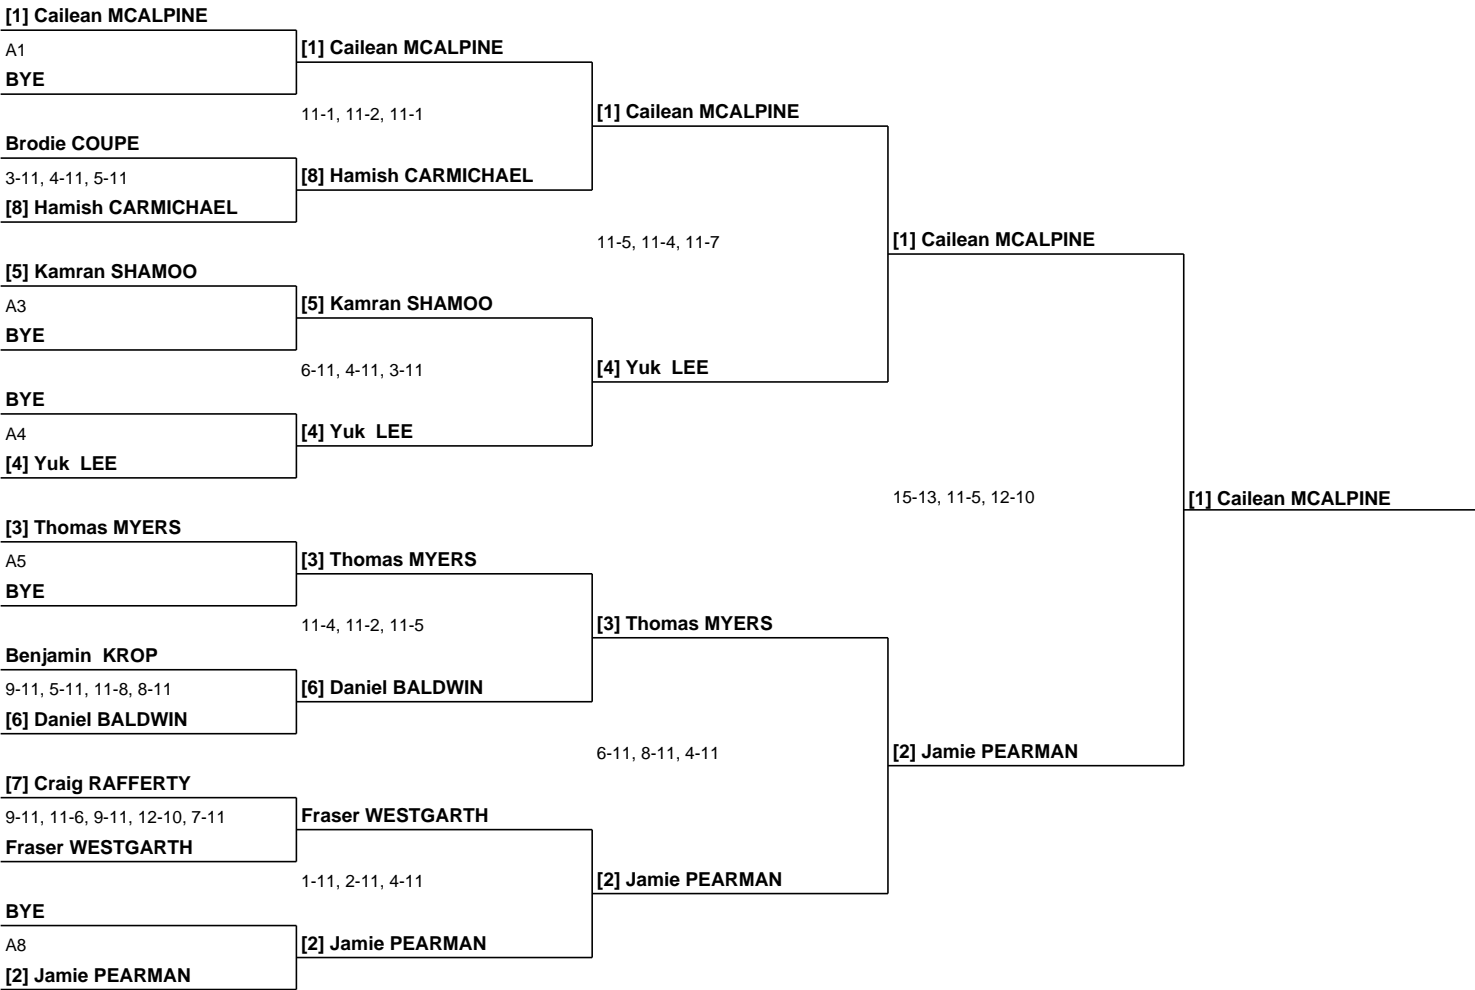 [1] Cailean MCALPINE
A1
BYE
Brodie COUPE
3-11, 4-11, 5-11
[8] Hamish CARMICHAEL
[5] Kamran SHAMOO
A3
BYE
BYE
A4
[4] Yuk  LEE
[3] Thomas MYERS
A5
BYE
Benjamin  KROP
9-11, 5-11, 11-8, 8-11
[6] Daniel BALDWIN
[7] Craig RAFFERTY
9-11, 11-6, 9-11, 12-10, 7-11
Fraser WESTGARTH
BYE
A8
[2] Jamie PEARMAN
[1] Cailean MCALPINE
11-1, 11-2, 11-1
[8] Hamish CARMICHAEL
[5] Kamran SHAMOO
6-11, 4-11, 3-11
[4] Yuk  LEE
[3] Thomas MYERS
11-4, 11-2, 11-5
[6] Daniel BALDWIN
Fraser WESTGARTH
1-11, 2-11, 4-11
[2] Jamie PEARMAN
[1] Cailean MCALPINE
11-5, 11-4, 11-7
[4] Yuk  LEE
[3] Thomas MYERS
6-11, 8-11, 4-11
[2] Jamie PEARMAN
[1] Cailean MCALPINE
15-13, 11-5, 12-10
[2] Jamie PEARMAN
[1] Cailean MCALPINE